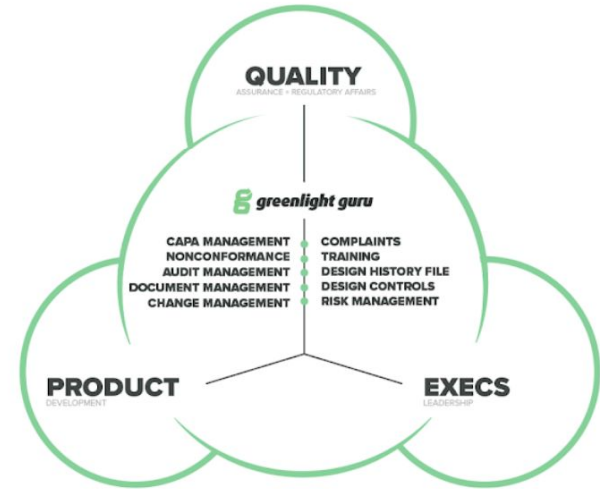 QUALITY
ASSURANCE + REGULATORY AFFAIRS
greenlight guru
CAPA MANAGEMENT
NONCONFORMANCE
AUDIT MANAGEMENT
DOCUMENT MANAGEMENT
CHANGE MANAGEMENT
COMPLAINTS
TRAINING
DESIGN HISTORY FILE
DESIGN CONTROLS
RISK MANAGEMENT
PRODUCT
DEVELOPMENT
EXECS
LEADERSHIP